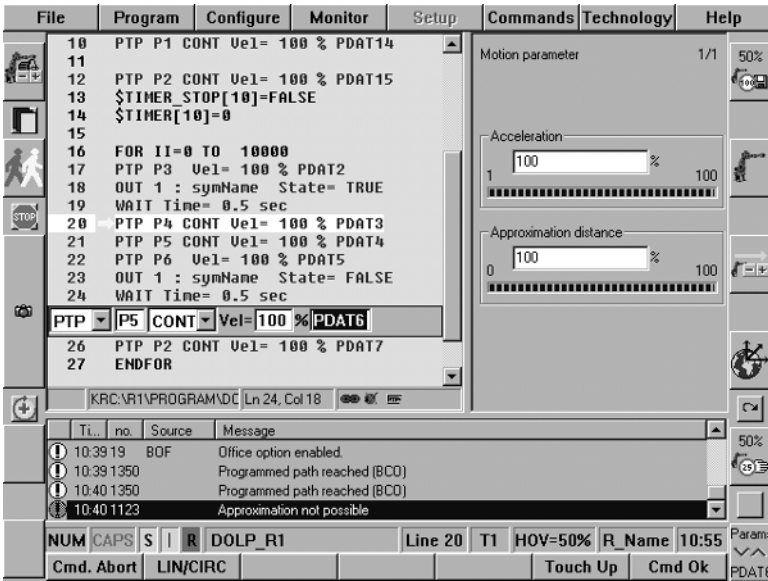 File Program Configure Monitor Setup Commands Technology Help
10 PTP P1 CONT Vel= 100 % PDAT14
11
12 PTP P2 CONT Vel= 100 % PDAT15
13 $TIMER_STOP[10]=FALSE
14 $TIMER[10]=0
15
16 FOR II=0 TO 10000
17 PTP P3 Vel= 100 % PDAT2
18 OUT 1 : symName State= TRUE
19 WAIT Time= 0.5 sec
20 PTP P4 CONT Vel= 100 % PDAT3
21 PTP P5 CONT Vel= 100 % PDAT4
22 PTP P6 Vel= 100 % PDAT5
23 OUT 1 : symName State= FALSE
24 WAIT Time= 0.5 sec
PTP P5 CONT Vel= 100 % PDAT6
26 PTP P2 CONT Vel= 100 % PDAT7
27 ENDFOR
KRC:\R1\PROGRAM\DO Ln 24, Col 18
Motion parameter 1/1
Acceleration
100 %
1 100
Approximation distance
100 %
0 100
STOP
50%
100
50%
25
Ti... no. Source Message
10:39 19 BOF Office option enabled.
10:39 1350 Programmed path reached (BCO)
10:40 1350 Programmed path reached (BCO)
10:40 1123 Approximation not possible
NUM CAPS S I R DOLP_R1 Line 20 T1 HOV=50% R_Name 10:55
Cmd. Abort LIN/CIRC Touch Up Cmd Ok
Param
PDAT6